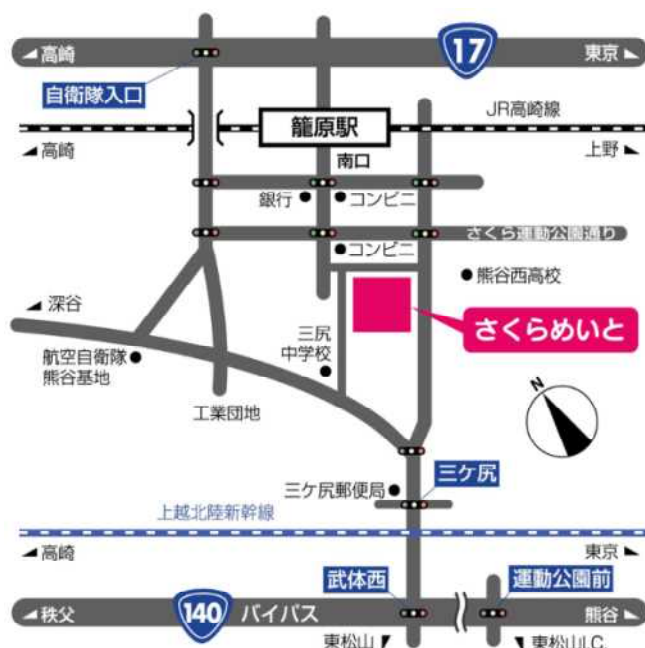 高崎
17
東京
自衛隊入口
籠原駅
JR高崎線
高崎
南口
上野
銀行
コンビニ
さくら運動公園通り
コンビニ
熊谷西高校
深谷
さくらめいと
三尻
中学校
航空自衛隊
熊谷基地
工業団地
N
三ケ尻
三ケ尻郵便局
上越北陸新幹線
高崎
東京
武体西
運動公園前
秩父
140
バイパス
熊谷
東松山
東松山I.C.